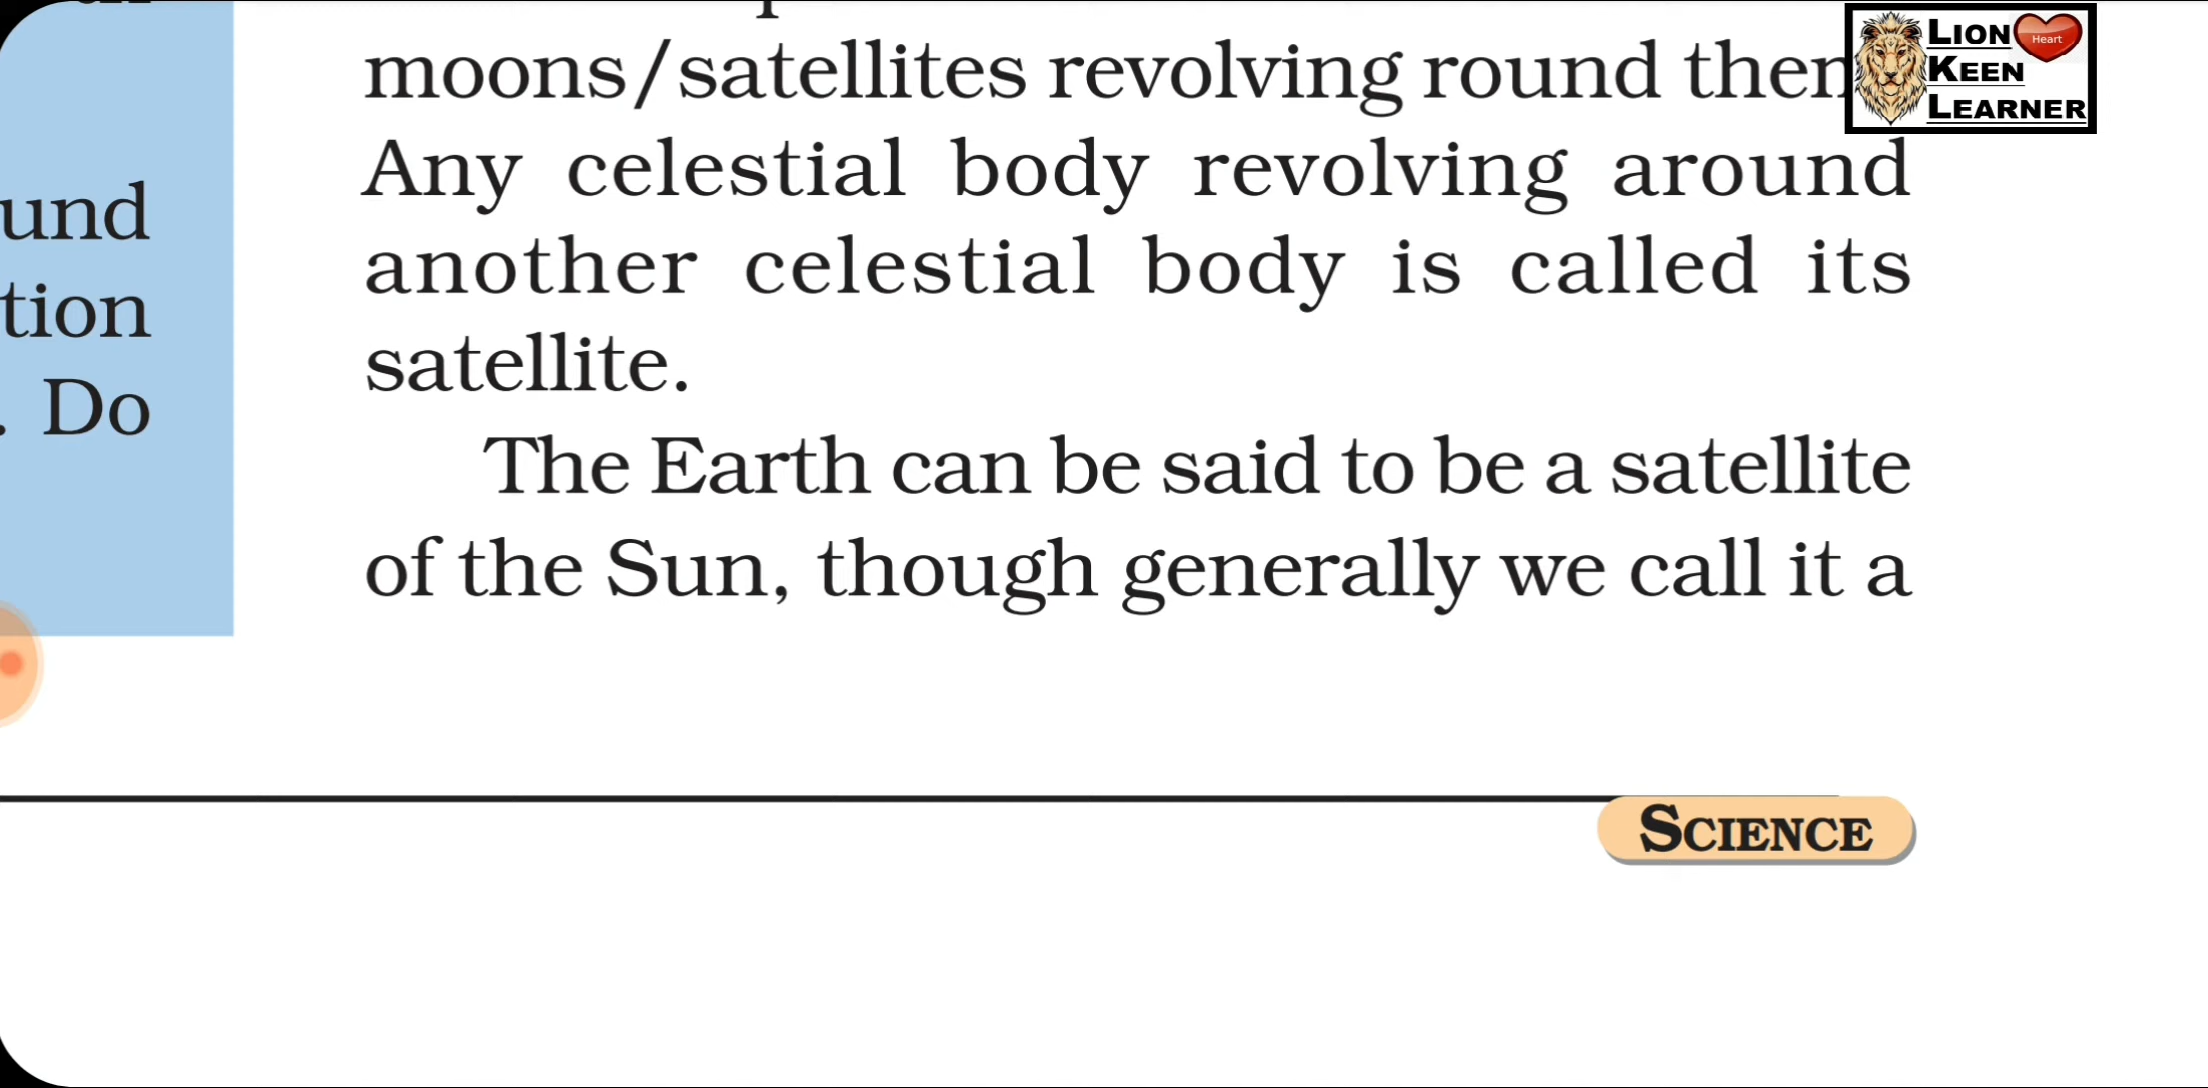 und
tion
. Do
moons/satellites revolving round
Any celestial body revolving around
another celestial body is called its
satellite.
The Earth can be said to be a satellite
of the Sun, though generally we call it a
SCIENCE
LION Heart
KEEN
LEARNER